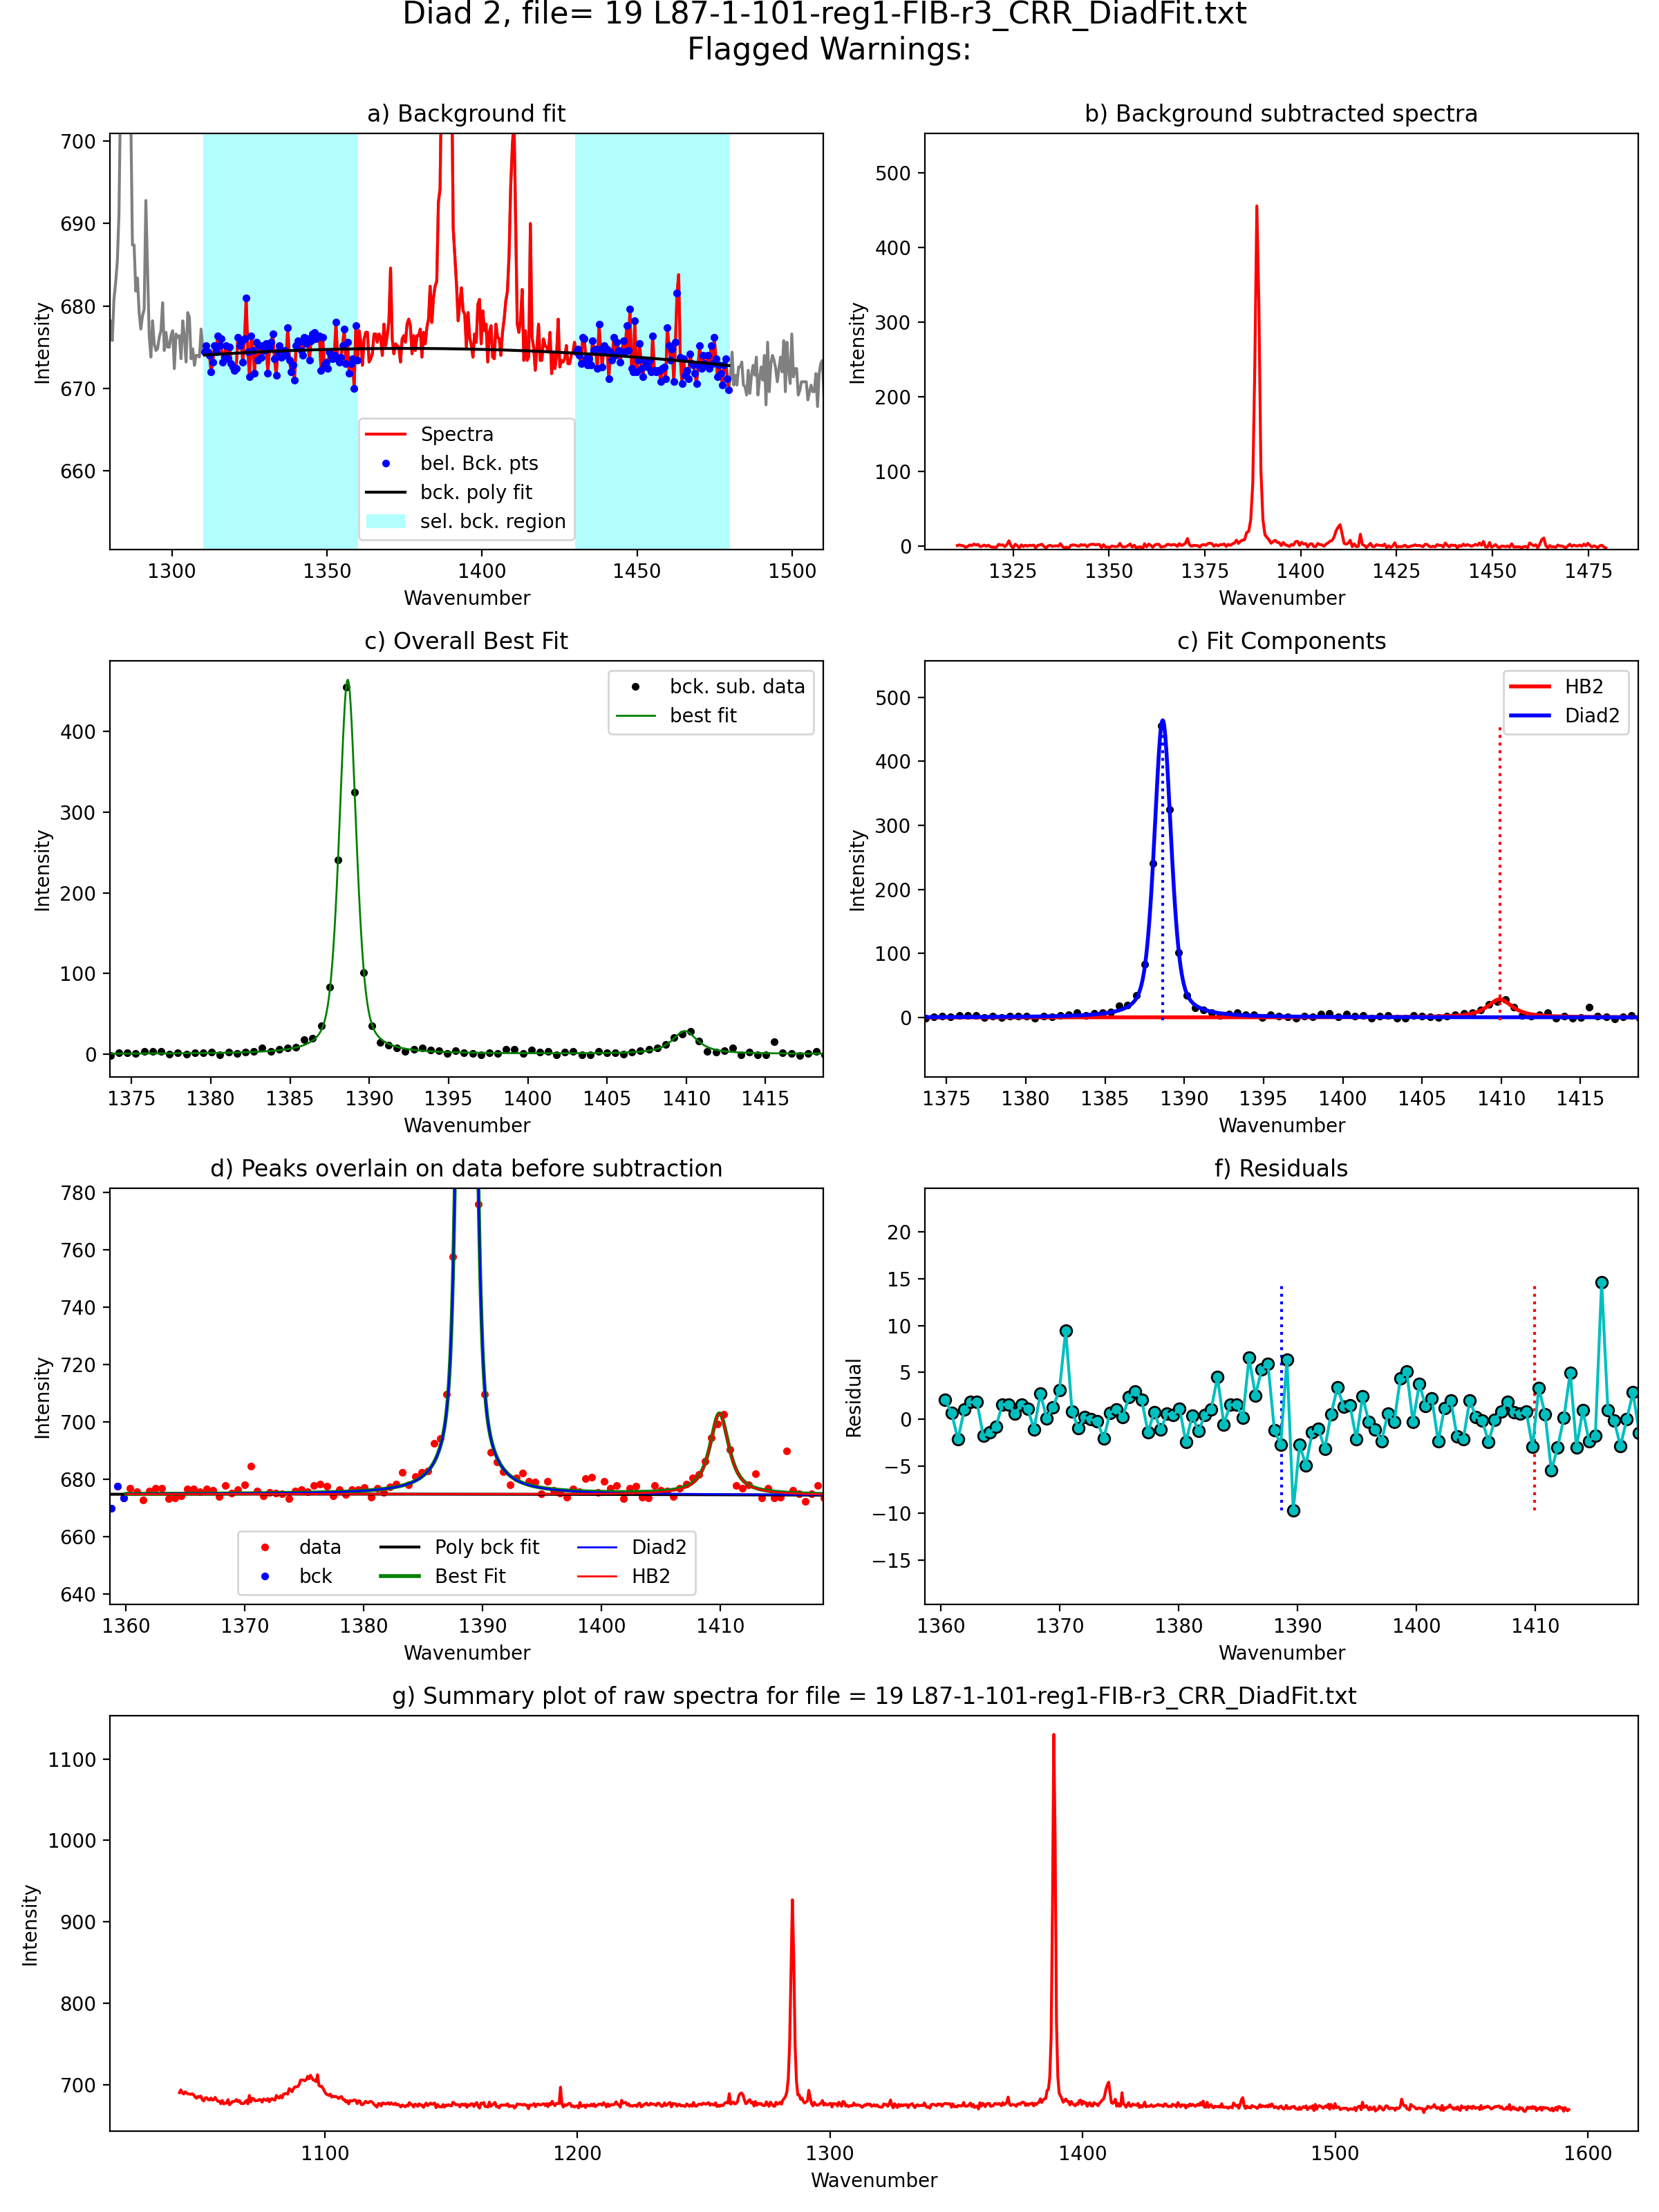 Diad 2, file= 19 L87-1-101-reg1-FIB-r3_CRR_DiadFit.txt
Flagged Warnings:
a) Background fit
700
690
680
670
660
Intensity
1300 1350 1400 1450 1500
Wavenumber
Spectra
bel. Bck. pts
bck. poly fit
sel. bck. region
b) Background subtracted spectra
500
400
300
200
100
0
Intensity
1325 1350 1375 1400 1425 1450 1475
Wavenumber
c) Overall Best Fit
400
300
200
100
0
Intensity
1375 1380 1385 1390 1395 1400 1405 1410 1415
Wavenumber
bck. sub. data
best fit
c) Fit Components
500
400
300
200
100
0
Intensity
1375 1380 1385 1390 1395 1400 1405 1410 1415
Wavenumber
HB2
Diad2
d) Peaks overlain on data before subtraction
780
760
740
720
700
680
660
640
Intensity
1360 1370 1380 1390 1400 1410
Wavenumber
data
bck
Poly bck fit
Best Fit
Diad2
HB2
f) Residuals
20
15
10
5
0
−5
−10
−15
Residual
1360 1370 1380 1390 1400 1410
Wavenumber
g) Summary plot of raw spectra for file = 19 L87-1-101-reg1-FIB-r3_CRR_DiadFit.txt
1100
1000
900
800
700
Intensity
1100 1200 1300 1400 1500 1600
Wavenumber